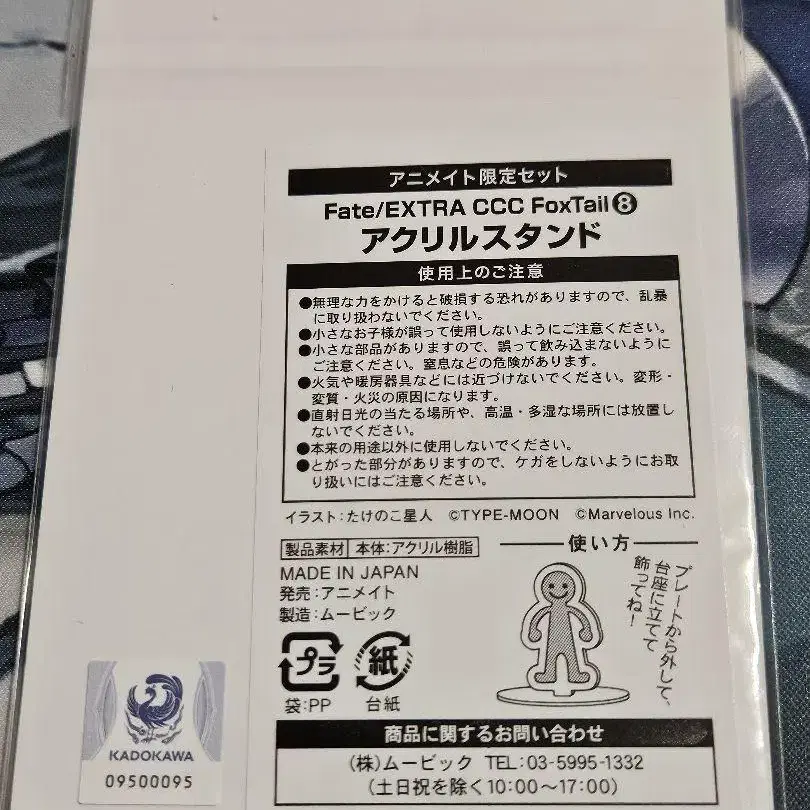 アニメイト限定セット
Fate/EXTRA CCC FoxTail❽
アクリルスタンド
使用上のご注意
●無理な力をかけると破損する恐れがありますので、乱暴
に取り扱わないでください。
●小さなお子様が誤って使用しないようにご注意ください。
●小さな部品がありますので、誤って飲み込まないように
ご注意ください。窒息などの危険があります。
●火気や暖房器具などには近づけないでください。変形・
変質・火災の原因になります。
●直射日光の当たる場所や、高温・多湿な場所には放置し
ないでください。
●本来の用途以外に使用しないでください。
●とがった部分がありますので、ケガをしないようにお取
り扱いにはご注意ください。
イラスト:たけのこ星人 ©TYPE-MOON ©Marvelous Inc.
製品素材 本体:アクリル樹脂
MADE IN JAPAN
発売:アニメイト
製造:ムービック
プラ
袋:PP
紙
台紙
使い方
プレートから外して、
台座に立てて
飾ってね!
商品に関するお問い合わせ
(株)ムービック TEL:03-5995-1332
(土日祝を除く10:00〜17:00)
KADOKAWA
09500095